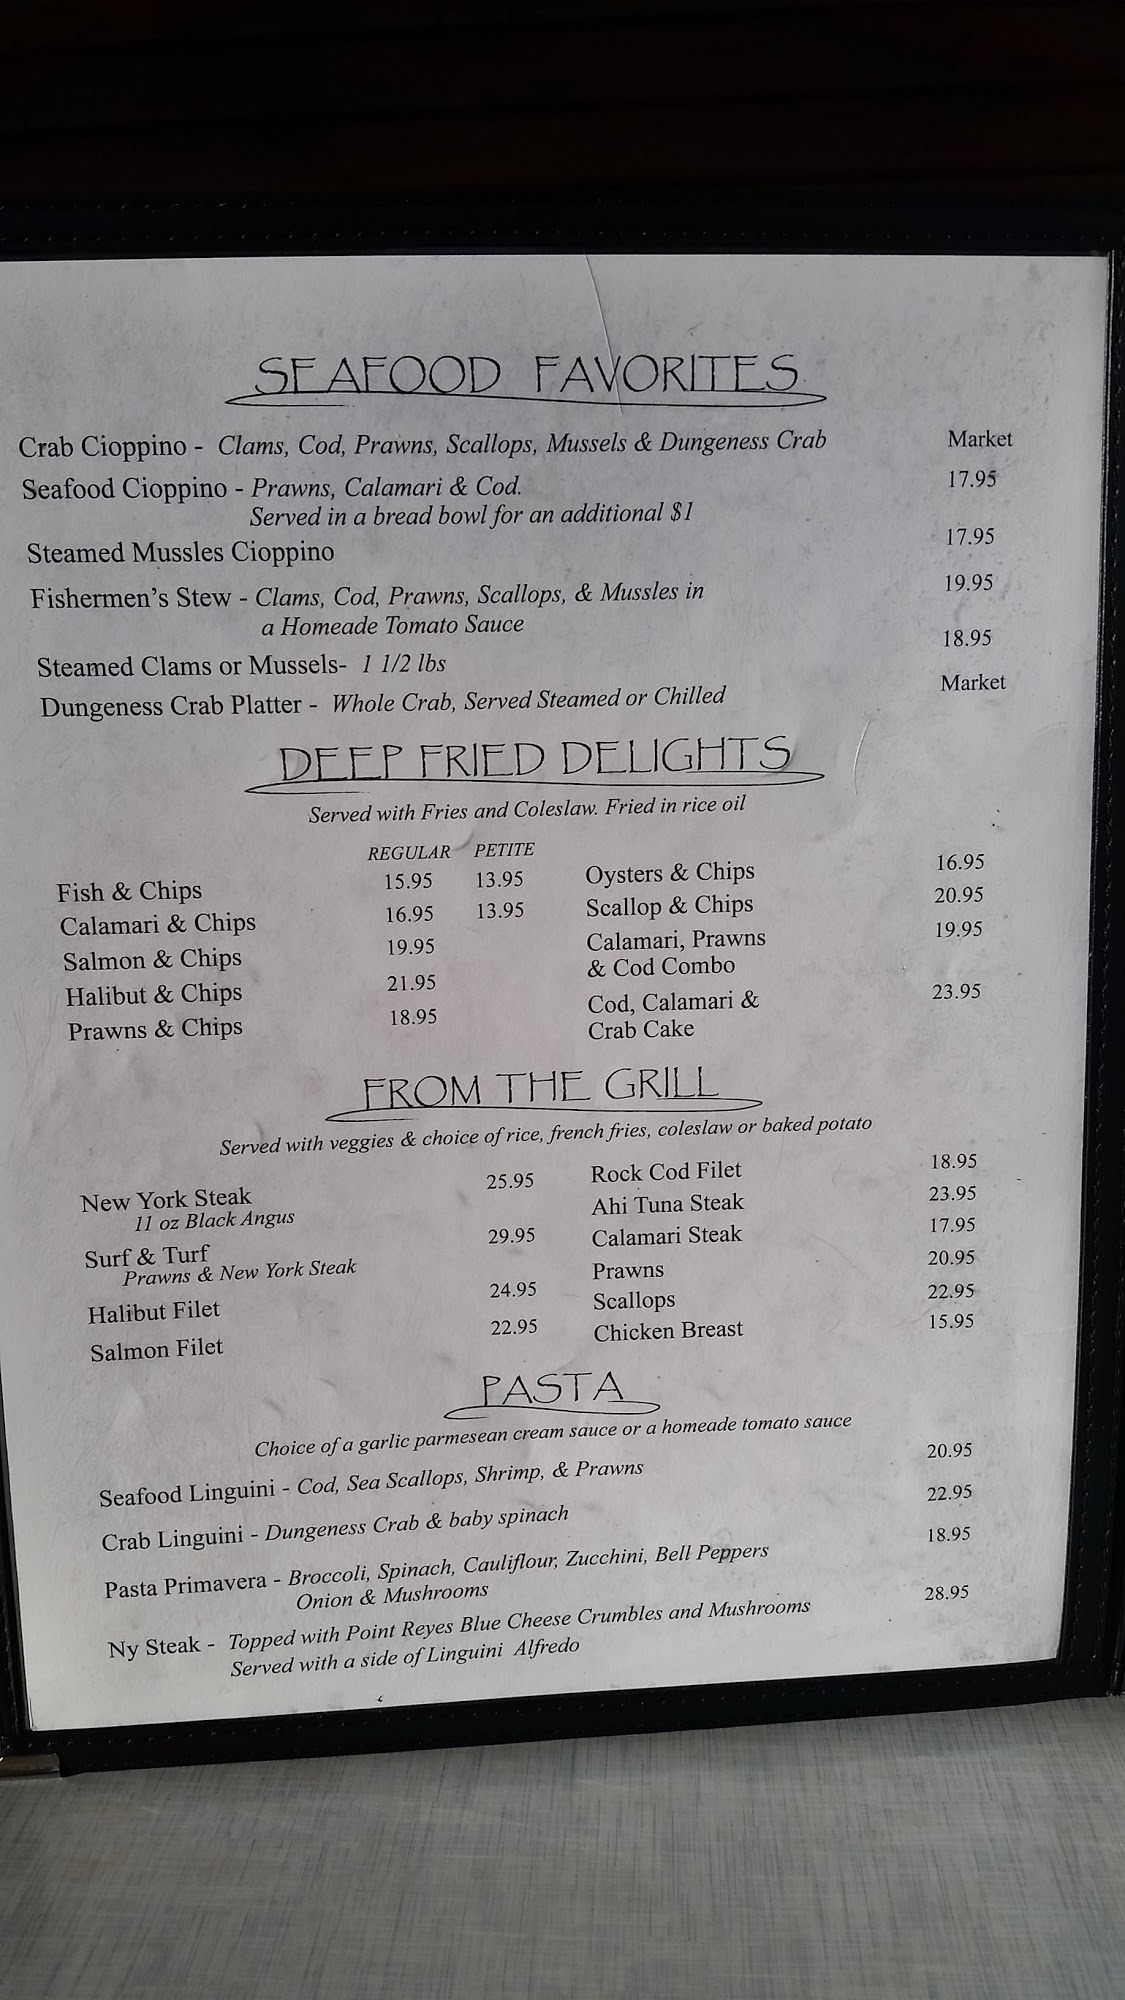 SEAFOOD FAVORITES
Crab Cioppino - Clams, Cod, Prawns, Scallops, Mussels & Dungeness Crab Market
Seafood Cioppino - Prawns, Calamari & Cod. 17.95
Served in a bread bowl for an additional $1
Steamed Mussles Cioppino 17.95
Fishermen's Stew - Clams, Cod, Prawns, Scallops, & Mussles in 19.95
a Homeade Tomato Sauce
Steamed Clams or Mussels- 1 1/2 lbs 18.95
Dungeness Crab Platter - Whole Crab, Served Steamed or Chilled Market
DEEP FRIED DELIGHTS
Served with Fries and Coleslaw. Fried in rice oil
REGULAR PETITE
Fish & Chips 15.95 13.95
Calamari & Chips 16.95 13.95
Salmon & Chips 19.95
Halibut & Chips 21.95
Prawns & Chips 18.95
Oysters & Chips 16.95
Scallop & Chips 20.95
Calamari, Prawns 19.95
& Cod Combo
Cod, Calamari & 23.95
Crab Cake
FROM THE GRILL
Served with veggies & choice of rice, french fries, coleslaw or baked potato
New York Steak 25.95
11 oz Black Angus
Surf & Turf 29.95
Prawns & New York Steak
Halibut Filet 24.95
Salmon Filet 22.95
Rock Cod Filet 18.95
Ahi Tuna Steak 23.95
Calamari Steak 17.95
Prawns 20.95
Scallops 22.95
Chicken Breast 15.95
PASTA
Choice of a garlic parmesean cream sauce or a homeade tomato sauce
Seafood Linguini - Cod, Sea Scallops, Shrimp, & Prawns 20.95
Crab Linguini - Dungeness Crab & baby spinach 22.95
Pasta Primavera - Broccoli, Spinach, Cauliflour, Zucchini, Bell Peppers 18.95
Onion & Mushrooms
Ny Steak - Topped with Point Reyes Blue Cheese Crumbles and Mushrooms 28.95
Served with a side of Linguini Alfredo